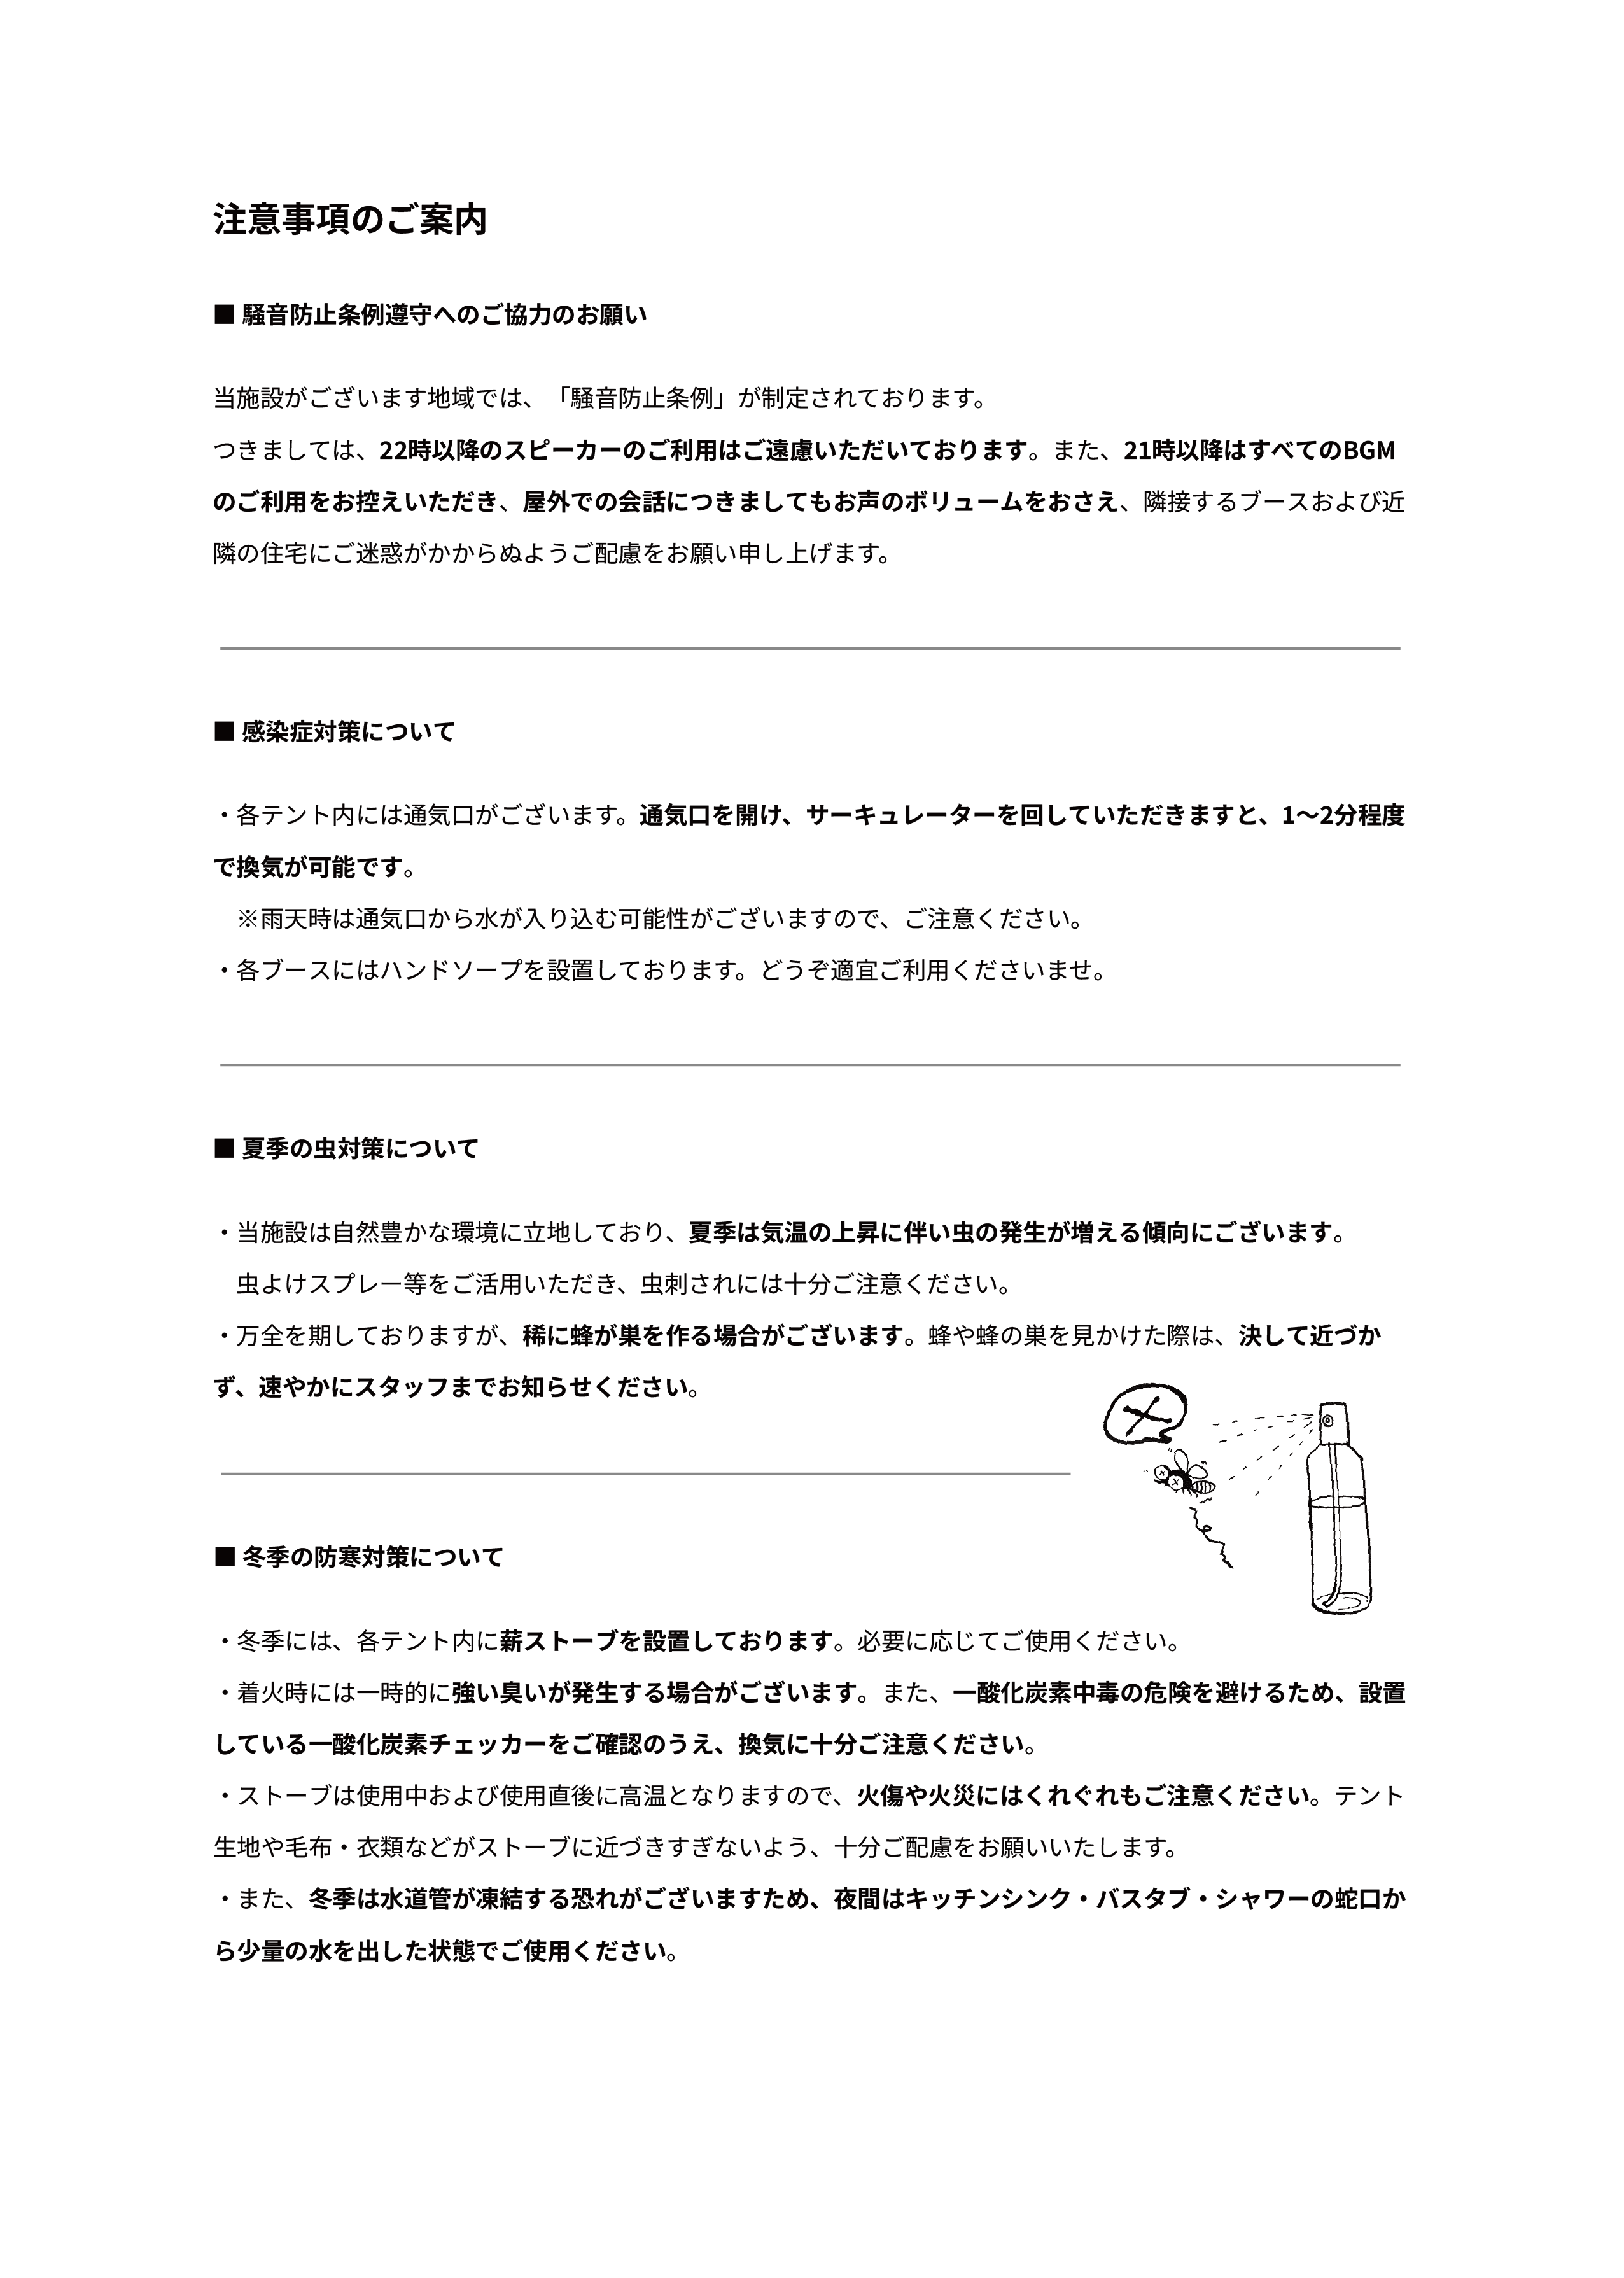 注意事項のご案内
■ 騒音防止条例遵守へのご協力のお願い
当施設がございます地域では、「騒音防止条例」が制定されております。
つきましては、22時以降のスピーカーのご利用はご遠慮いただいております。また、21時以降はすべてのBGM
のご利用をお控えいただき、屋外での会話につきましてもお声のボリュームをおさえ、隣接するブースおよび近
隣の住宅にご迷惑がかからぬようご配慮をお願い申し上げます。
■ 感染症対策について
・各テント内には通気口がございます。通気口を開け、サーキュレーターを回していただきますと、1〜2分程度
で換気が可能です。
※雨天時は通気口から水が入り込む可能性がございますので、ご注意ください。
・各ブースにはハンドソープを設置しております。どうぞ適宜ご利用くださいませ。
■ 夏季の虫対策について
・当施設は自然豊かな環境に立地しており、夏季は気温の上昇に伴い虫の発生が増える傾向にございます。
虫よけスプレー等をご活用いただき、虫刺されには十分ご注意ください。
・万全を期しておりますが、稀に蜂が巣を作る場合がございます。蜂や蜂の巣を見かけた際は、決して近づか
ず、速やかにスタッフまでお知らせください。
■ 冬季の防寒対策について
・冬季には、各テント内に薪ストーブを設置しております。必要に応じてご使用ください。
・着火時には一時的に強い臭いが発生する場合がございます。また、一酸化炭素中毒の危険を避けるため、設置
している一酸化炭素チェッカーをご確認のうえ、換気に十分ご注意ください。
・ストーブは使用中および使用直後に高温となりますので、火傷や火災にはくれぐれもご注意ください。テント
生地や毛布・衣類などがストーブに近づきすぎないよう、十分ご配慮をお願いいたします。
・また、冬季は水道管が凍結する恐れがございますため、夜間はキッチンシンク・バスタブ・シャワーの蛇口か
ら少量の水を出した状態でご使用ください。